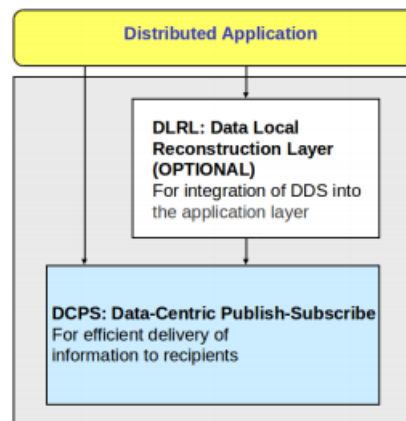 Distributed Application
DLRL: Data Local
Reconstruction Layer
(OPTIONAL)
For integration of DDS into
the application layer
DCPS: Data-Centric Publish-Subscribe
For efficient delivery of
information to recipients